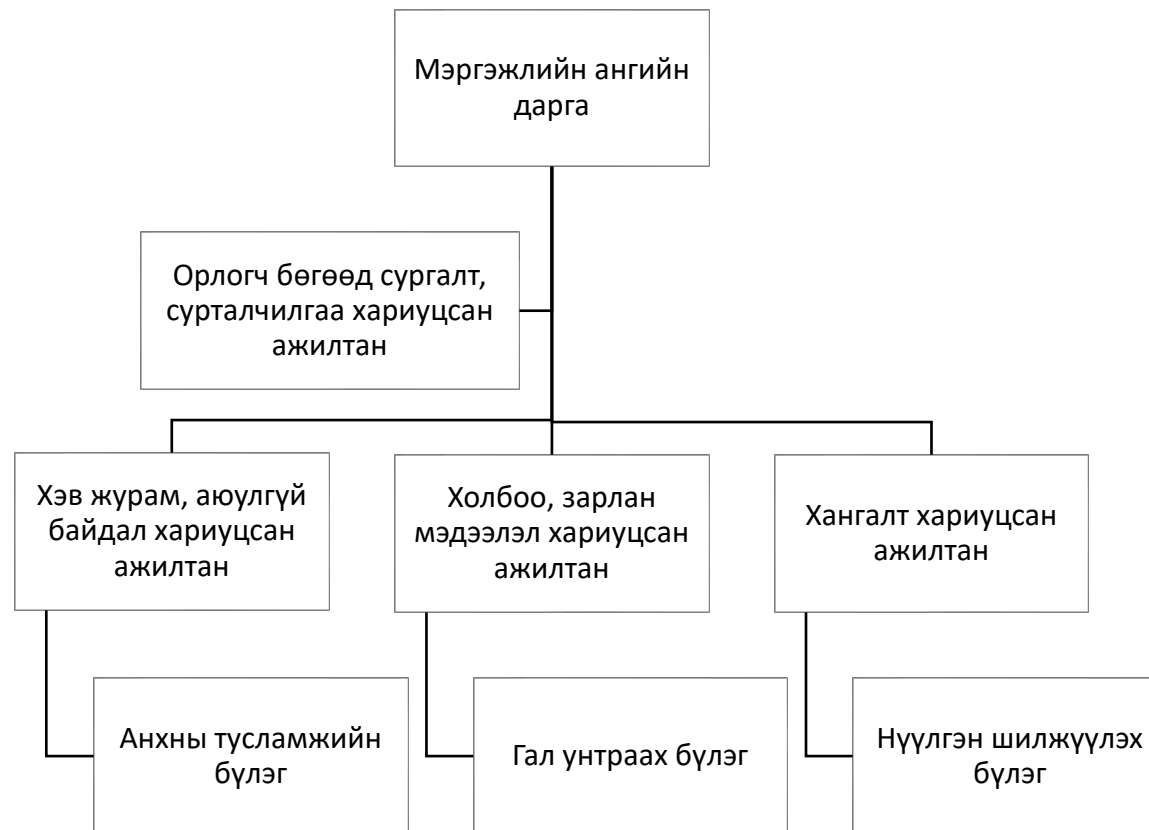 Мэргэжлийн ангийн
дарга
Орлогч бөгөөд сургалт,
сурталчилгаа хариуцсан
ажилтан
Хэв журам, аюулгүй
байдал хариуцсан
ажилтан
Холбоо, зарлан
мэдээлэл хариуцсан
ажилтан
Хангалт хариуцсан
ажилтан
Анхны тусламжийн
бүлэг
Гал унтраах бүлэг
Нүүлгэн шилжүүлэх
бүлэг